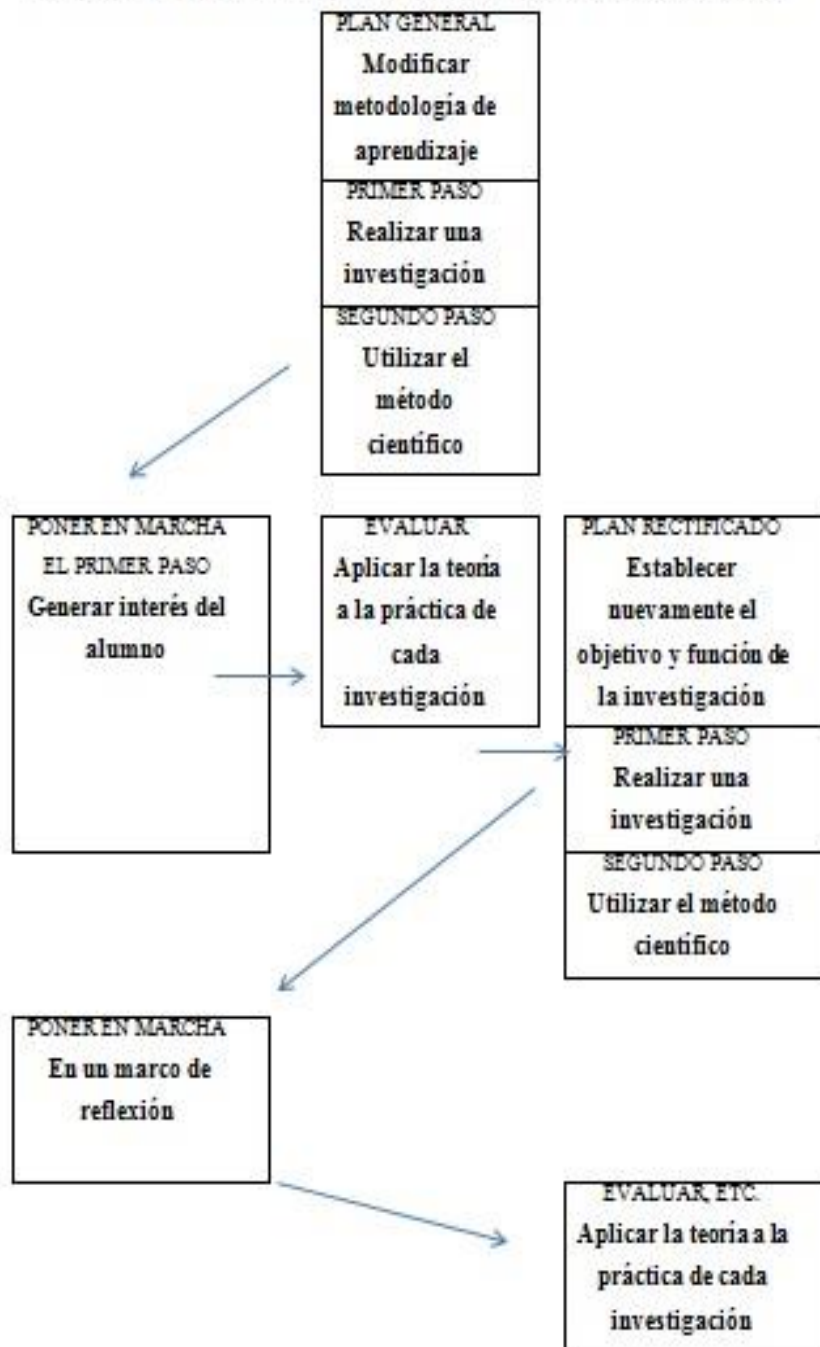 PLAN GENERAL
Modificar
metodología de
aprendizaje
PRIMER PASO
Realizar una
investigación
SEGUNDO PASO
Utilizar el
método
científico
PONER EN MARCHA
EL PRIMER PASO
Generar interés del
alumno
EVALUAR
Aplicar la teoría
a la práctica de
cada
investigación
PLAN RECTIFICADO
Establecer
nuevamente el
objetivo y función de
la investigación
PRIMER PASO
Realizar una
investigación
SEGUNDO PASO
Utilizar el método
científico
PONER EN MARCHA
En un marco de
reflexión
EVALUAR, ETC.
Aplicar la teoría a la
práctica de cada
investigación